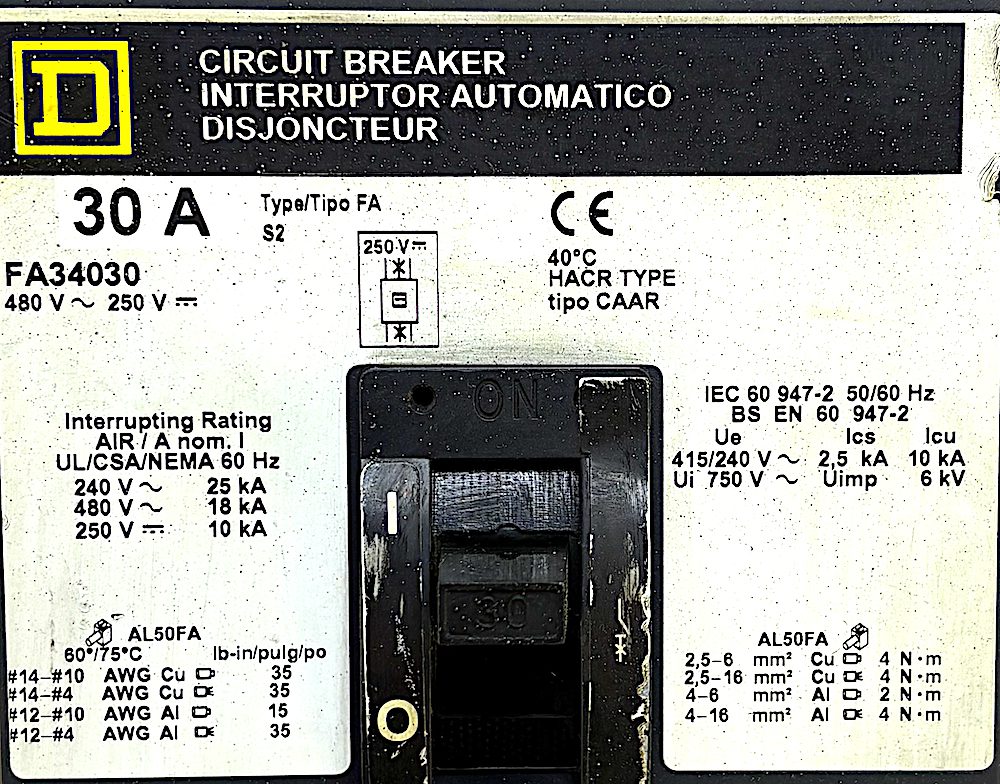 D
CIRCUIT BREAKER
INTERRUPTOR AUTOMATICO
DISJONCTEUR
30 A
Type/Tipo FA
S2
FA34030
480 V ~ 250 V ⎓
250 V ⎓
CE
40°C
HACR TYPE
tipo CAAR
Interrupting Rating
AIR / A nom. I
UL/CSA/NEMA 60 Hz
240 V ~ 25 kA
480 V ~ 18 kA
250 V ⎓ 10 kA
AL50FA
60°/75°C lb-in/pulg/po
#14–#10 AWG Cu 35
#14–#4 AWG Cu 35
#12–#10 AWG Al 15
#12–#4 AWG Al 35
ON
I
30
O
IEC 60 947-2 50/60 Hz
BS EN 60 947-2
Ue Ics Icu
415/240 V ~ 2,5 kA 10 kA
Ui 750 V ~ Uimp 6 kV
AL50FA
2,5–6 mm² Cu 4 N·m
2,5–16 mm² Cu 4 N·m
4–6 mm² Al 2 N·m
4–16 mm² Al 4 N·m